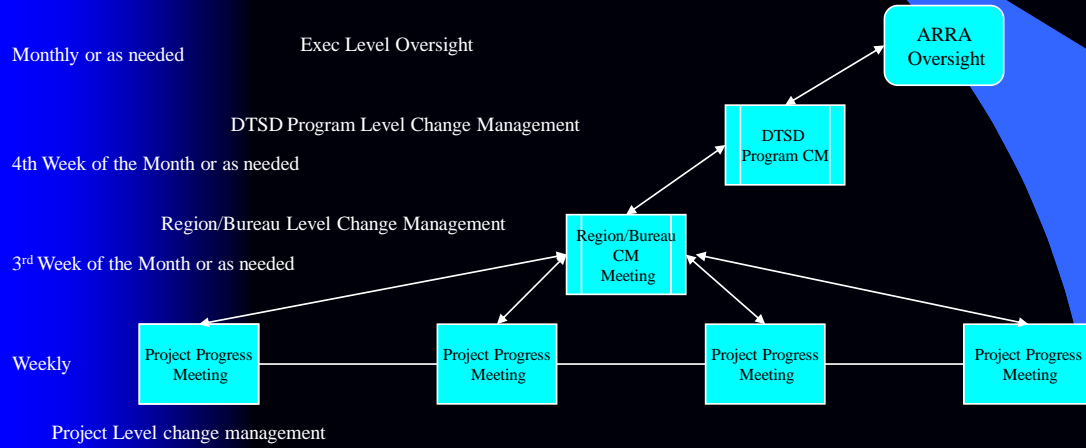 ARRA
Oversight
Exec Level Oversight
Monthly or as needed
DTSD Program Level Change Management
DTSD
Program CM
4th Week of the Month or as needed
Region/Bureau Level Change Management
Region/Bureau
CM
Meeting
3rd Week of the Month or as needed
Weekly
Project Progress
Meeting
Project Progress
Meeting
Project Progress
Meeting
Project Progress
Meeting
Project Level change management